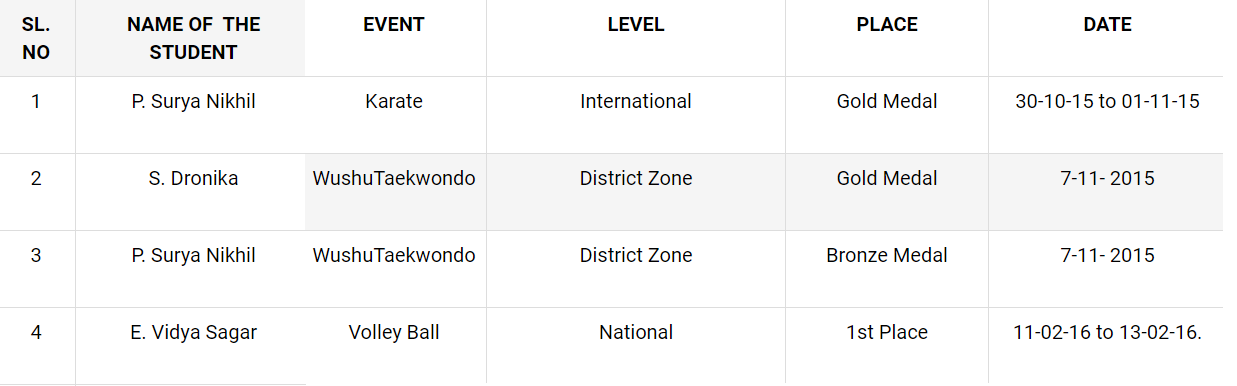 SL. NO NAME OF THE STUDENT EVENT LEVEL PLACE DATE
1 P. Surya Nikhil Karate International Gold Medal 30-10-15 to 01-11-15
2 S. Dronika WushuTaekwondo District Zone Gold Medal 7-11- 2015
3 P. Surya Nikhil WushuTaekwondo District Zone Bronze Medal 7-11- 2015
4 E. Vidya Sagar Volley Ball National 1st Place 11-02-16 to 13-02-16.